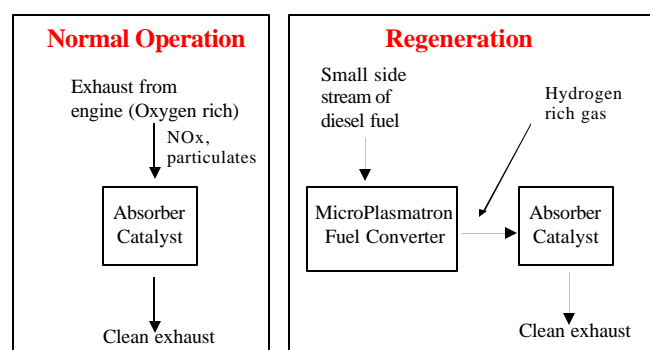 Normal Operation
Exhaust from
engine (Oxygen rich)
NOx,
particulates
Absorber
Catalyst
Clean exhaust
Regeneration
Small side
stream of
diesel fuel
Hydrogen
rich gas
MicroPlasmatron
Fuel Converter
Absorber
Catalyst
Clean exhaust